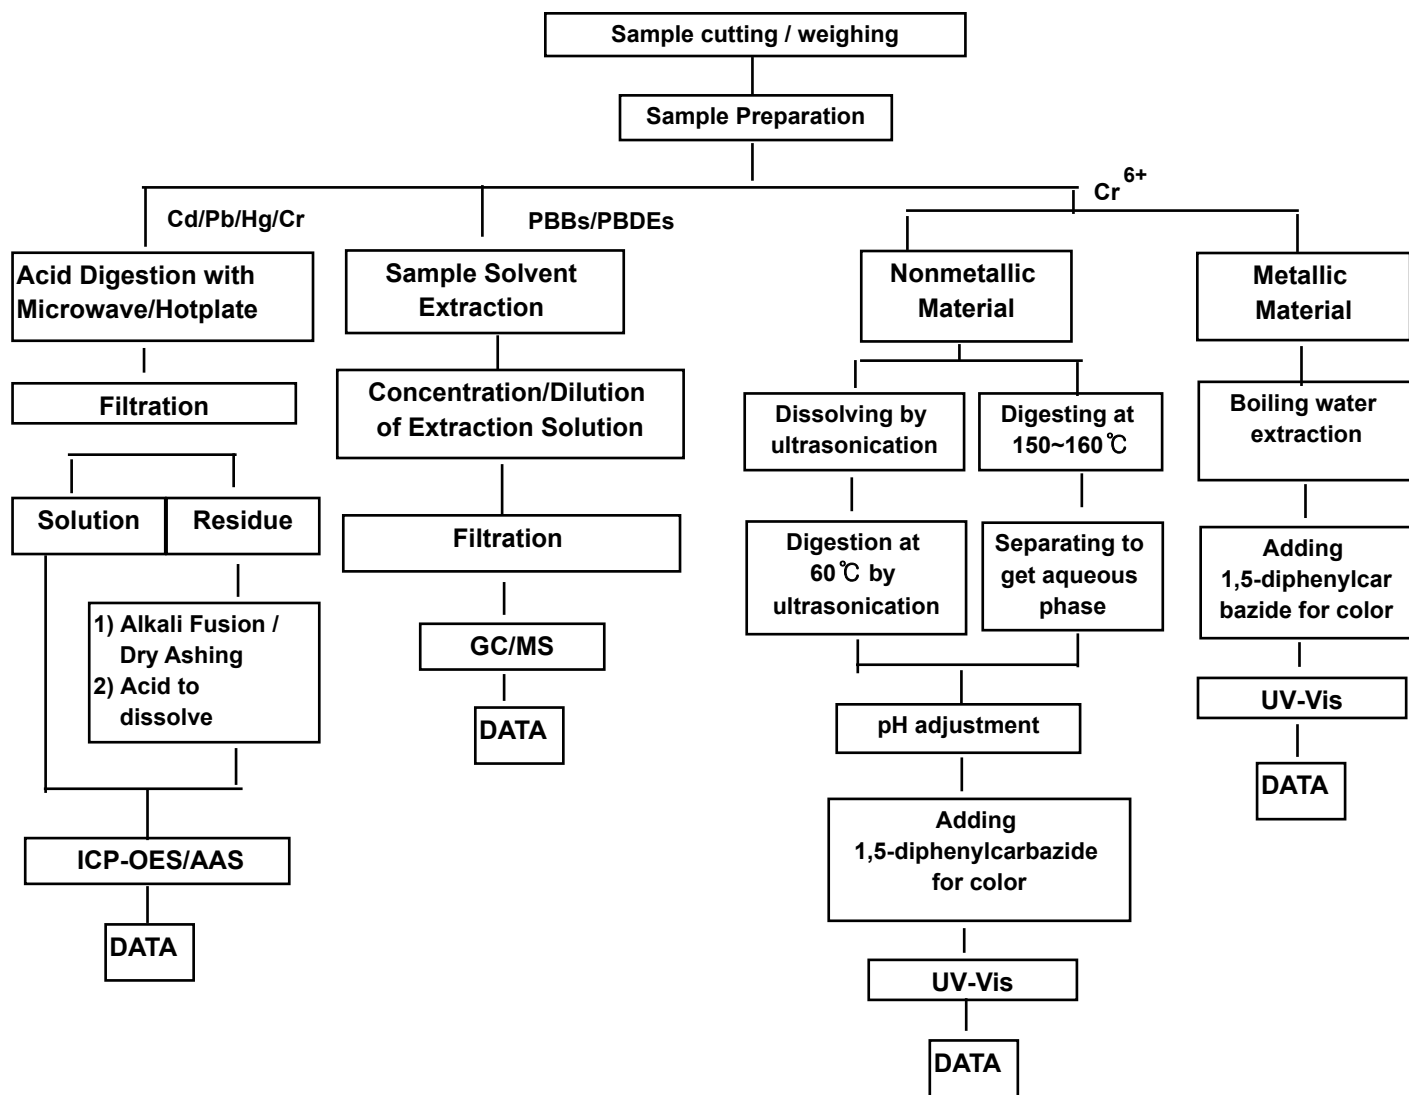 Sample cutting / weighing
Sample Preparation
Cd/Pb/Hg/Cr
Acid Digestion with
Microwave/Hotplate
Filtration
Solution
Residue
1) Alkali Fusion /
Dry Ashing
2) Acid to
dissolve
ICP-OES/AAS
DATA
PBBs/PBDEs
Sample Solvent
Extraction
Concentration/Dilution
of Extraction Solution
Filtration
GC/MS
DATA
Cr 6+
Nonmetallic
Material
Dissolving by
ultrasonication
Digestion at
60℃ by
ultrasonication
Digesting at
150~160℃
Separating to
get aqueous
phase
pH adjustment
Adding
1,5-diphenylcarbazide
for color
UV-Vis
DATA
Metallic
Material
Boiling water
extraction
Adding
1,5-diphenylcar
bazide for color
UV-Vis
DATA